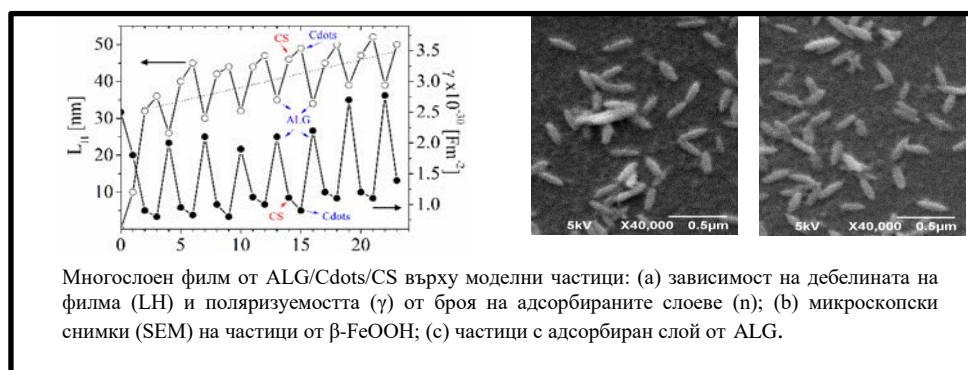 50
40
30
20
10
0 5 10 15 20
L_H [nm]
3.5
3.0
2.5
2.0
1.5
1.0
γ x10⁻³⁰ [Fm⁻²]
CS
Cdots
ALG
CS
Cdots
5kV X40,000 0.5µm
5kV X40,000 0.5µm
Многослоен филм от ALG/Cdots/CS върху моделни частици: (a) зависимост на дебелината на
филма (LH) и поляризуемостта (γ) от броя на адсорбираните слоеве (n); (b) микроскопски
снимки (SEM) на частици от β-FeOOH; (c) частици с адсорбиран слой от ALG.